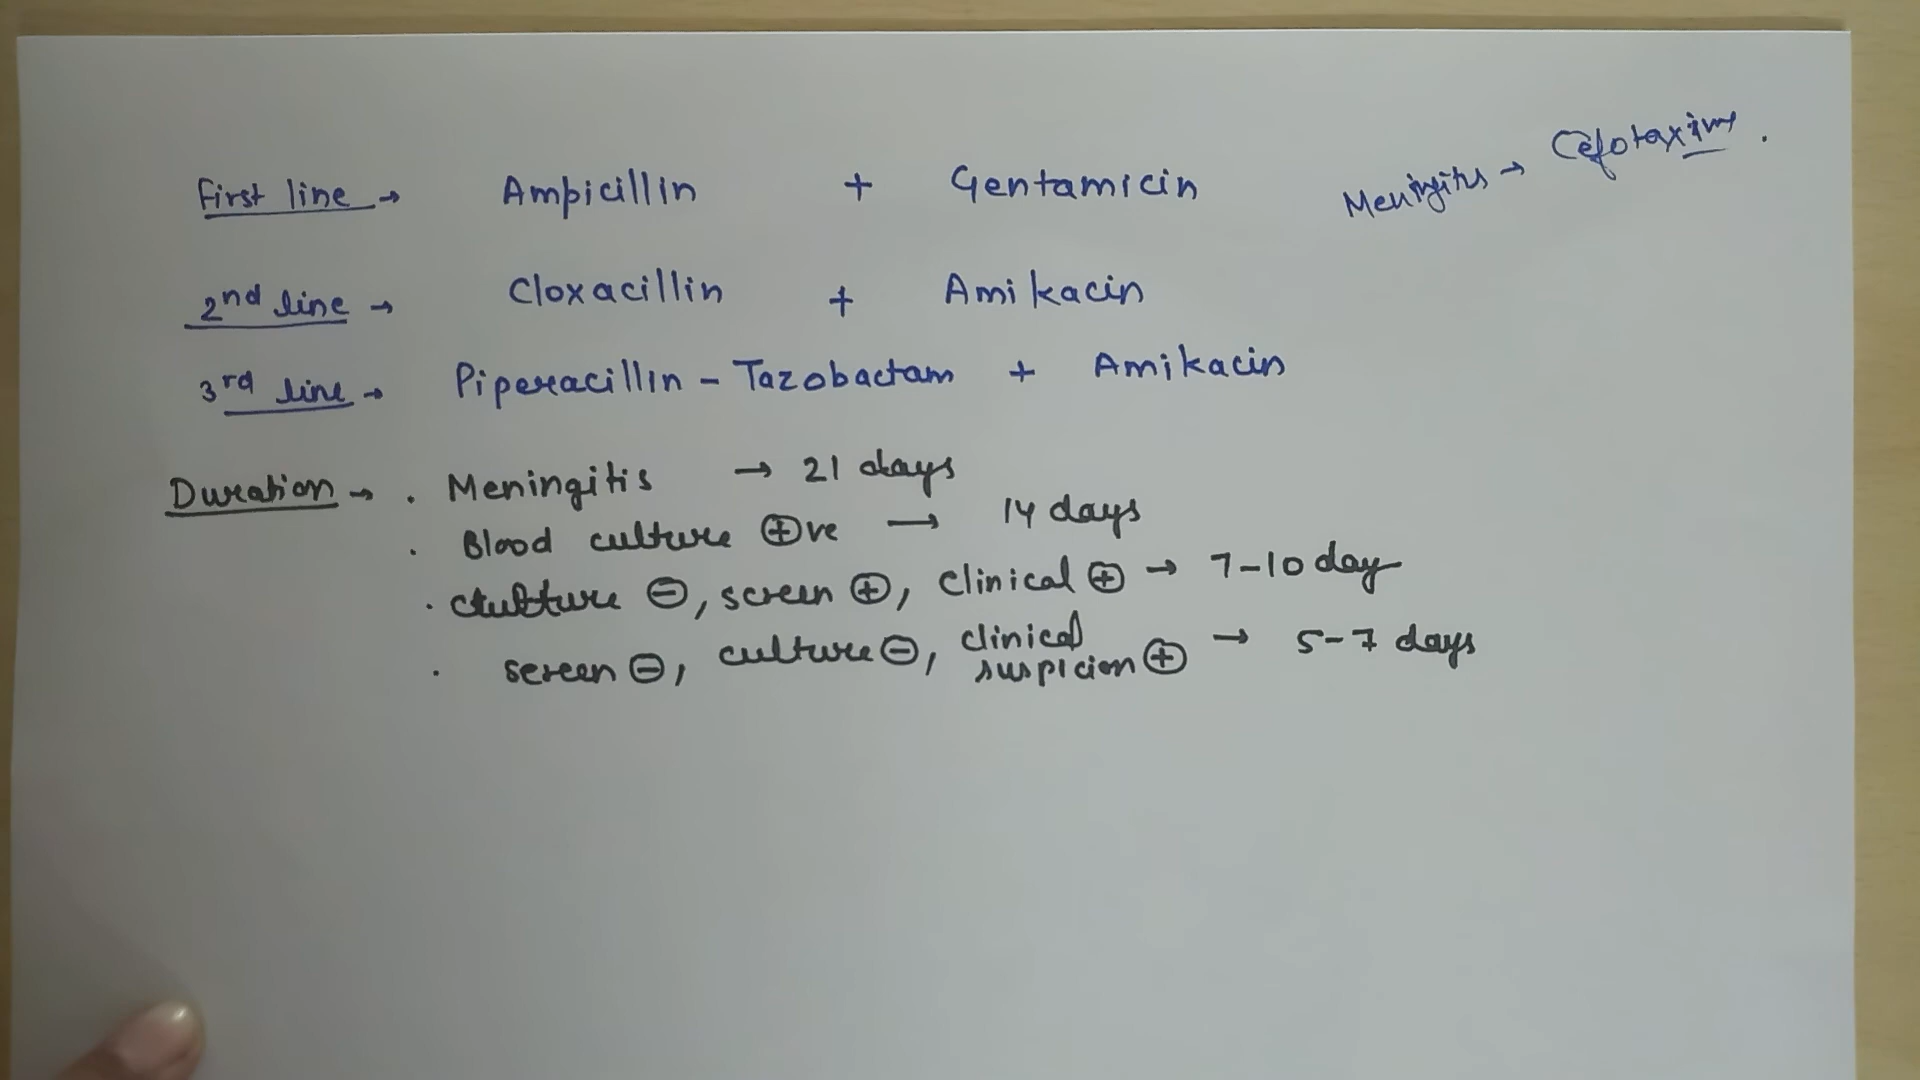 First line → Ampicillin + Gentamicin Meningitis → Cefotaxime.
2nd line → Cloxacillin + Amikacin
3rd line → Piperacillin - Tazobactam + Amikacin
Duration → . Meningitis → 21 days
. Blood culture ⊕ve → 14 days
. culture ⊖, screen ⊕, clinical ⊕ → 7-10 day
. screen ⊖, culture ⊖, clinical suspicion ⊕ → 5-7 days